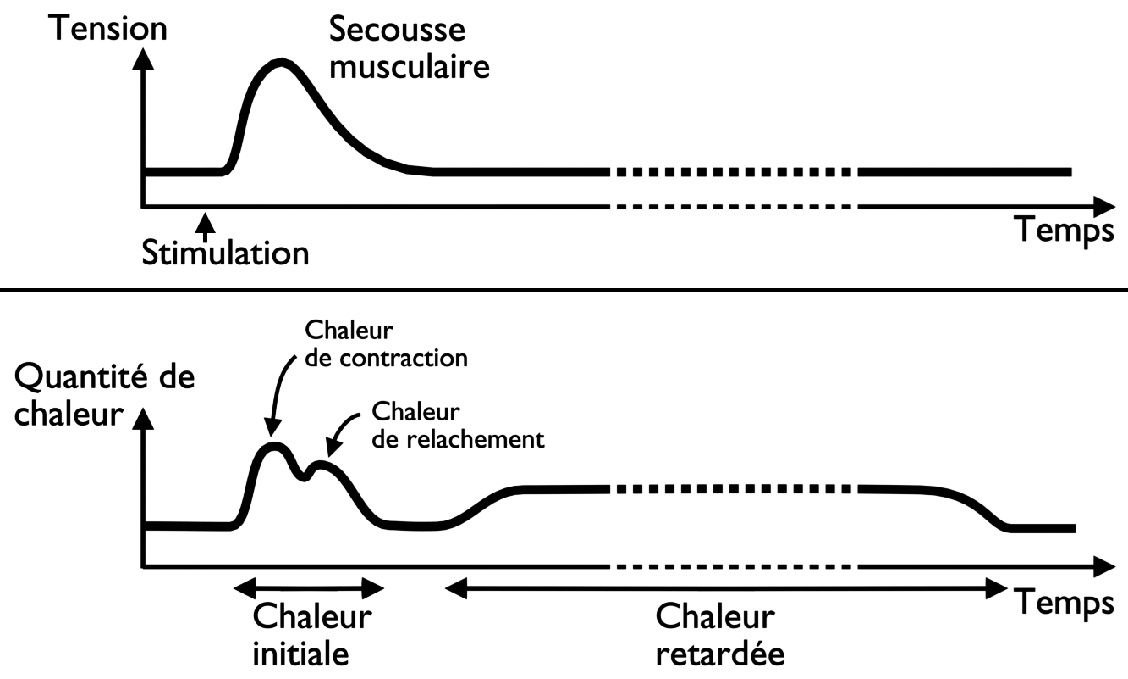 Tension
Secousse
musculaire
Temps
Stimulation
Chaleur
de contraction
Quantité de
chaleur
Chaleur
de relachement
Temps
Chaleur
initiale
Chaleur
retardée